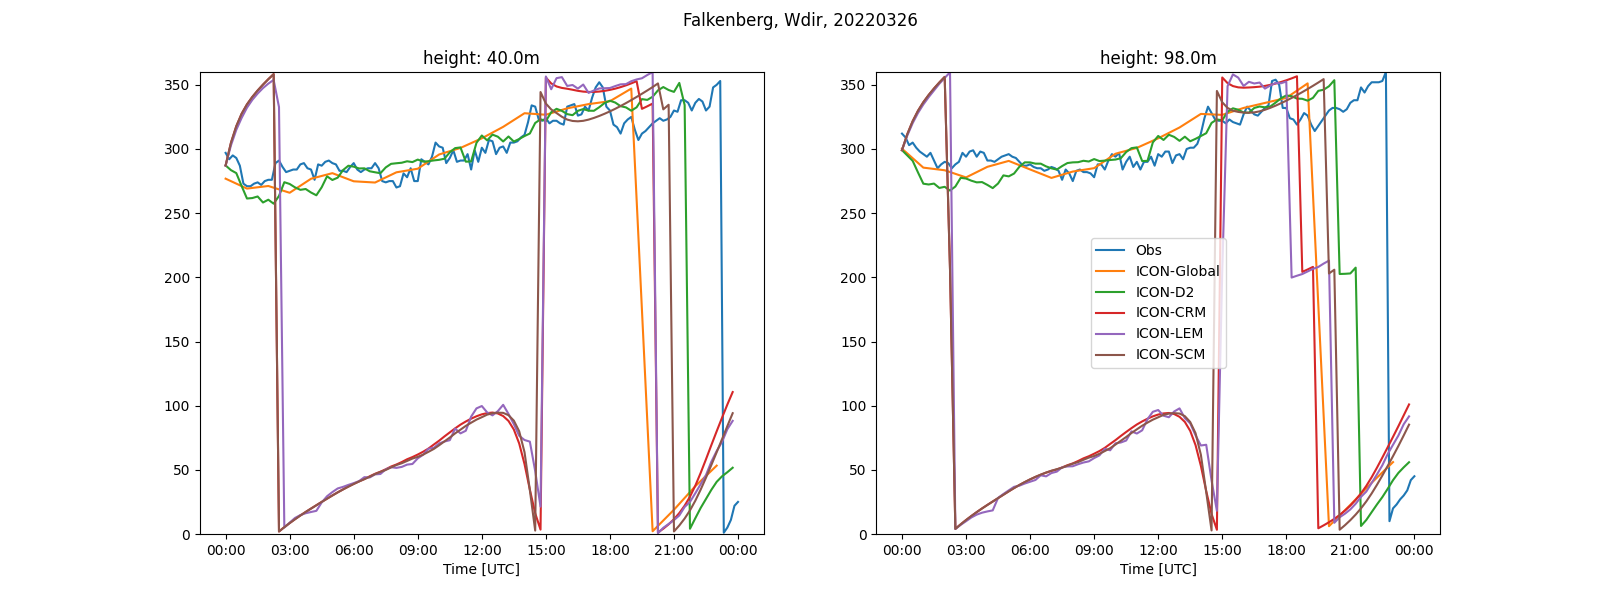 Falkenberg, Wdir, 20220326
height: 40.0m
350
300
250
200
150
100
50
0
00:00 03:00 06:00 09:00 12:00 15:00 18:00 21:00 00:00
Time [UTC]
height: 98.0m
350
300
250
200
150
100
50
0
Obs
ICON-Global
ICON-D2
ICON-CRM
ICON-LEM
ICON-SCM
00:00 03:00 06:00 09:00 12:00 15:00 18:00 21:00 00:00
Time [UTC]